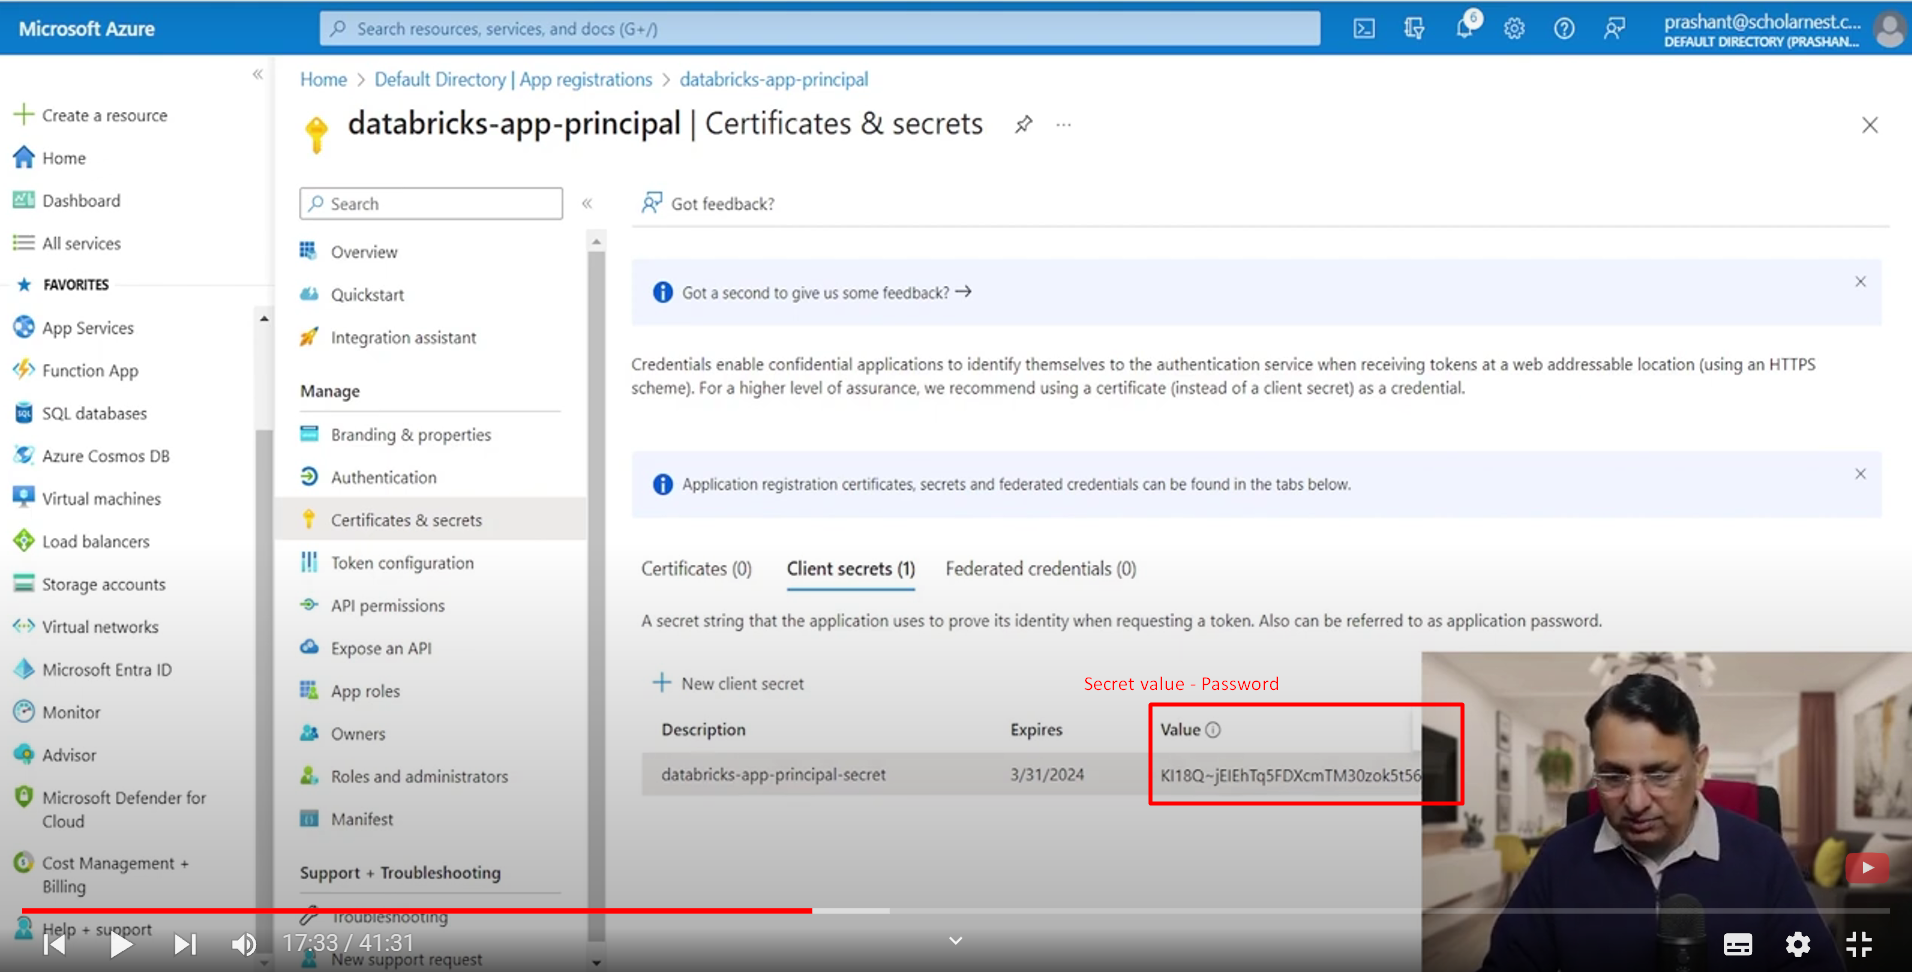 Microsoft Azure
Search resources, services, and docs (G+/)
6
prashant@scholarnest.c...
DEFAULT DIRECTORY (PRASHAN...
Create a resource
Home
Dashboard
All services
FAVORITES
App Services
Function App
SQL databases
Azure Cosmos DB
Virtual machines
Load balancers
Storage accounts
Virtual networks
Microsoft Entra ID
Monitor
Advisor
Microsoft Defender for
Cloud
Cost Management +
Billing
Help + support
Home > Default Directory | App registrations > databricks-app-principal
databricks-app-principal | Certificates & secrets
Search
Overview
Quickstart
Integration assistant
Manage
Branding & properties
Authentication
Certificates & secrets
Token configuration
API permissions
Expose an API
App roles
Owners
Roles and administrators
Manifest
Support + Troubleshooting
Troubleshooting
New support request
Got feedback?
Got a second to give us some feedback?
Credentials enable confidential applications to identify themselves to the authentication service when receiving tokens at a web addressable location (using an HTTPS
scheme). For a higher level of assurance, we recommend using a certificate (instead of a client secret) as a credential.
Application registration certificates, secrets and federated credentials can be found in the tabs below.
Certificates (0) Client secrets (1) Federated credentials (0)
A secret string that the application uses to prove its identity when requesting a token. Also can be referred to as application password.
New client secret
Secret value - Password
Description Expires Value
databricks-app-principal-secret 3/31/2024
17:33 / 41:31